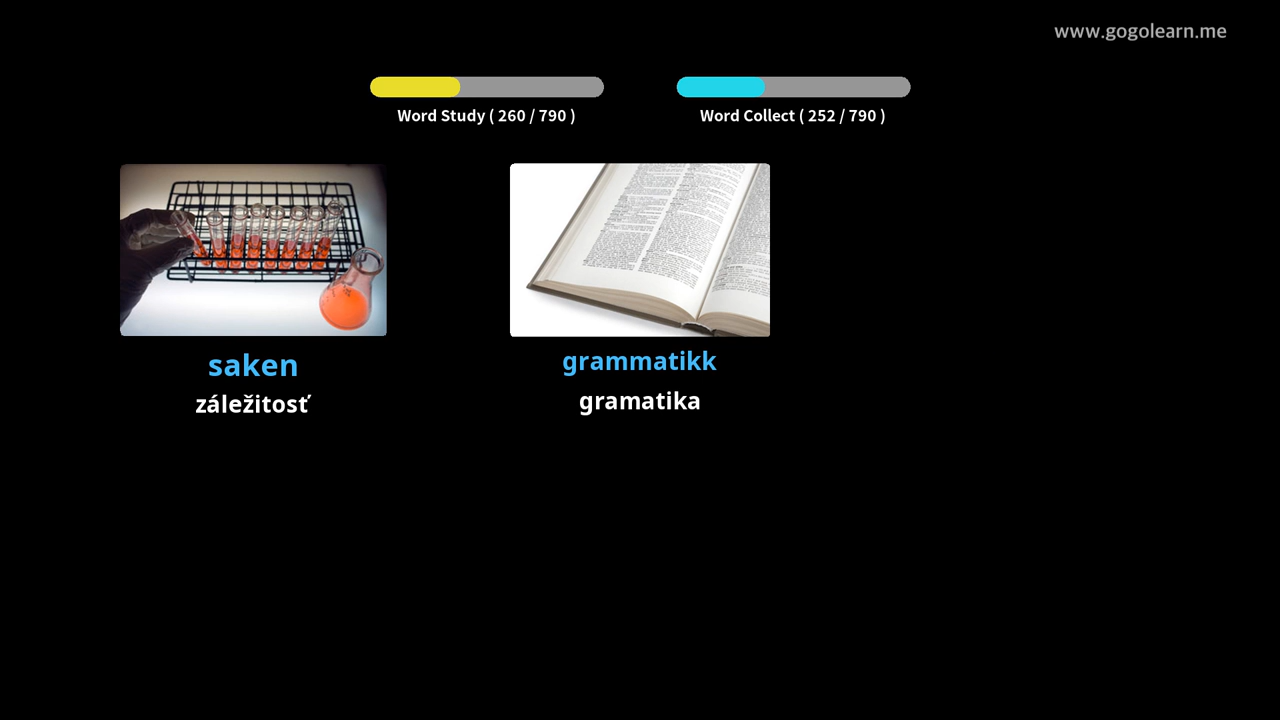 www.gogolearn.me
Word Study ( 260 / 790 )
Word Collect ( 252 / 790 )
saken
záležitosť
grammatikk
gramatika